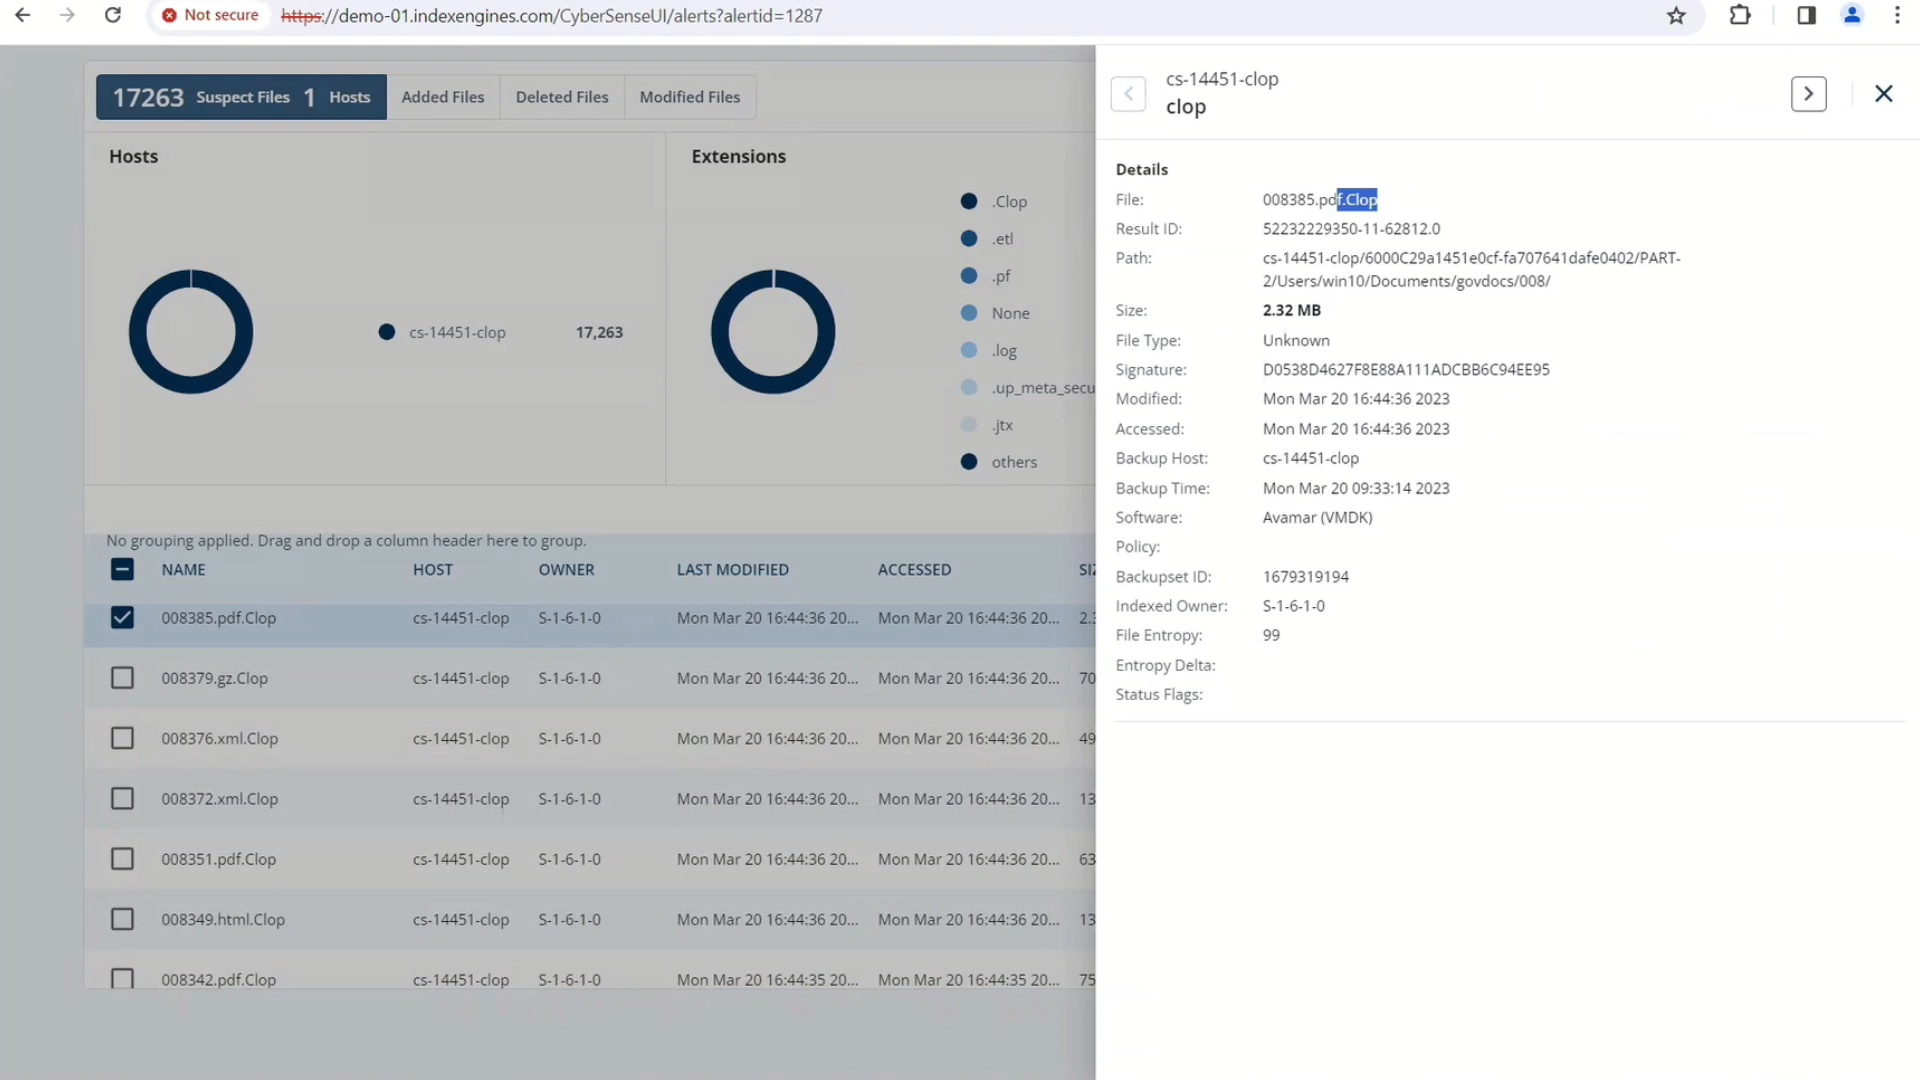 Not secure https://demo-01.indexengines.com/CyberSenseUI/alerts?alertid=1287
17263 Suspect Files 1 Hosts Added Files Deleted Files Modified Files
Hosts
cs-14451-clop 17,263
Extensions
.Clop
.etl
.pf
None
.log
.up_meta_secu
.jtx
others
No grouping applied. Drag and drop a column header here to group.
NAME HOST OWNER LAST MODIFIED ACCESSED SIZ
008385.pdf.Clop cs-14451-clop S-1-6-1-0 Mon Mar 20 16:44:36 20... Mon Mar 20 16:44:36 20... 2.3
008379.gz.Clop cs-14451-clop S-1-6-1-0 Mon Mar 20 16:44:36 20... Mon Mar 20 16:44:36 20... 70
008376.xml.Clop cs-14451-clop S-1-6-1-0 Mon Mar 20 16:44:36 20... Mon Mar 20 16:44:36 20... 49
008372.xml.Clop cs-14451-clop S-1-6-1-0 Mon Mar 20 16:44:36 20... Mon Mar 20 16:44:36 20... 13
008351.pdf.Clop cs-14451-clop S-1-6-1-0 Mon Mar 20 16:44:36 20... Mon Mar 20 16:44:36 20... 63
008349.html.Clop cs-14451-clop S-1-6-1-0 Mon Mar 20 16:44:36 20... Mon Mar 20 16:44:36 20... 13
008342.pdf.Clop cs-14451-clop S-1-6-1-0 Mon Mar 20 16:44:35 20... Mon Mar 20 16:44:35 20... 75
cs-14451-clop
clop
Details
File: 008385.pdf.Clop
Result ID: 52232229350-11-62812.0
Path: cs-14451-clop/6000C29a1451e0cf-fa707641dafe0402/PART-
2/Users/win10/Documents/govdocs/008/
Size: 2.32 MB
File Type: Unknown
Signature: D0538D4627F8E88A111ADCBB6C94EE95
Modified: Mon Mar 20 16:44:36 2023
Accessed: Mon Mar 20 16:44:36 2023
Backup Host: cs-14451-clop
Backup Time: Mon Mar 20 09:33:14 2023
Software: Avamar (VMDK)
Policy:
Backupset ID: 1679319194
Indexed Owner: S-1-6-1-0
File Entropy: 99
Entropy Delta:
Status Flags: